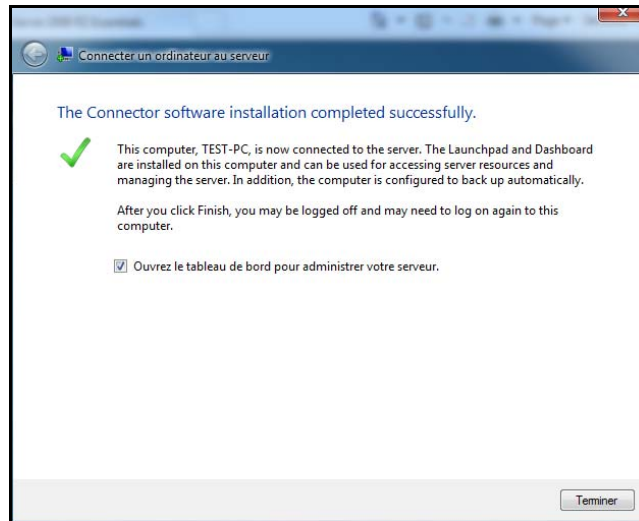 Page
Connecter un ordinateur au serveur
The Connector software installation completed successfully.
This computer, TEST-PC, is now connected to the server. The Launchpad and Dashboard
are installed on this computer and can be used for accessing server resources and
managing the server. In addition, the computer is configured to back up automatically.
After you click Finish, you may be logged off and may need to log on again to this
computer.
Ouvrez le tableau de bord pour administrer votre serveur.
Terminer